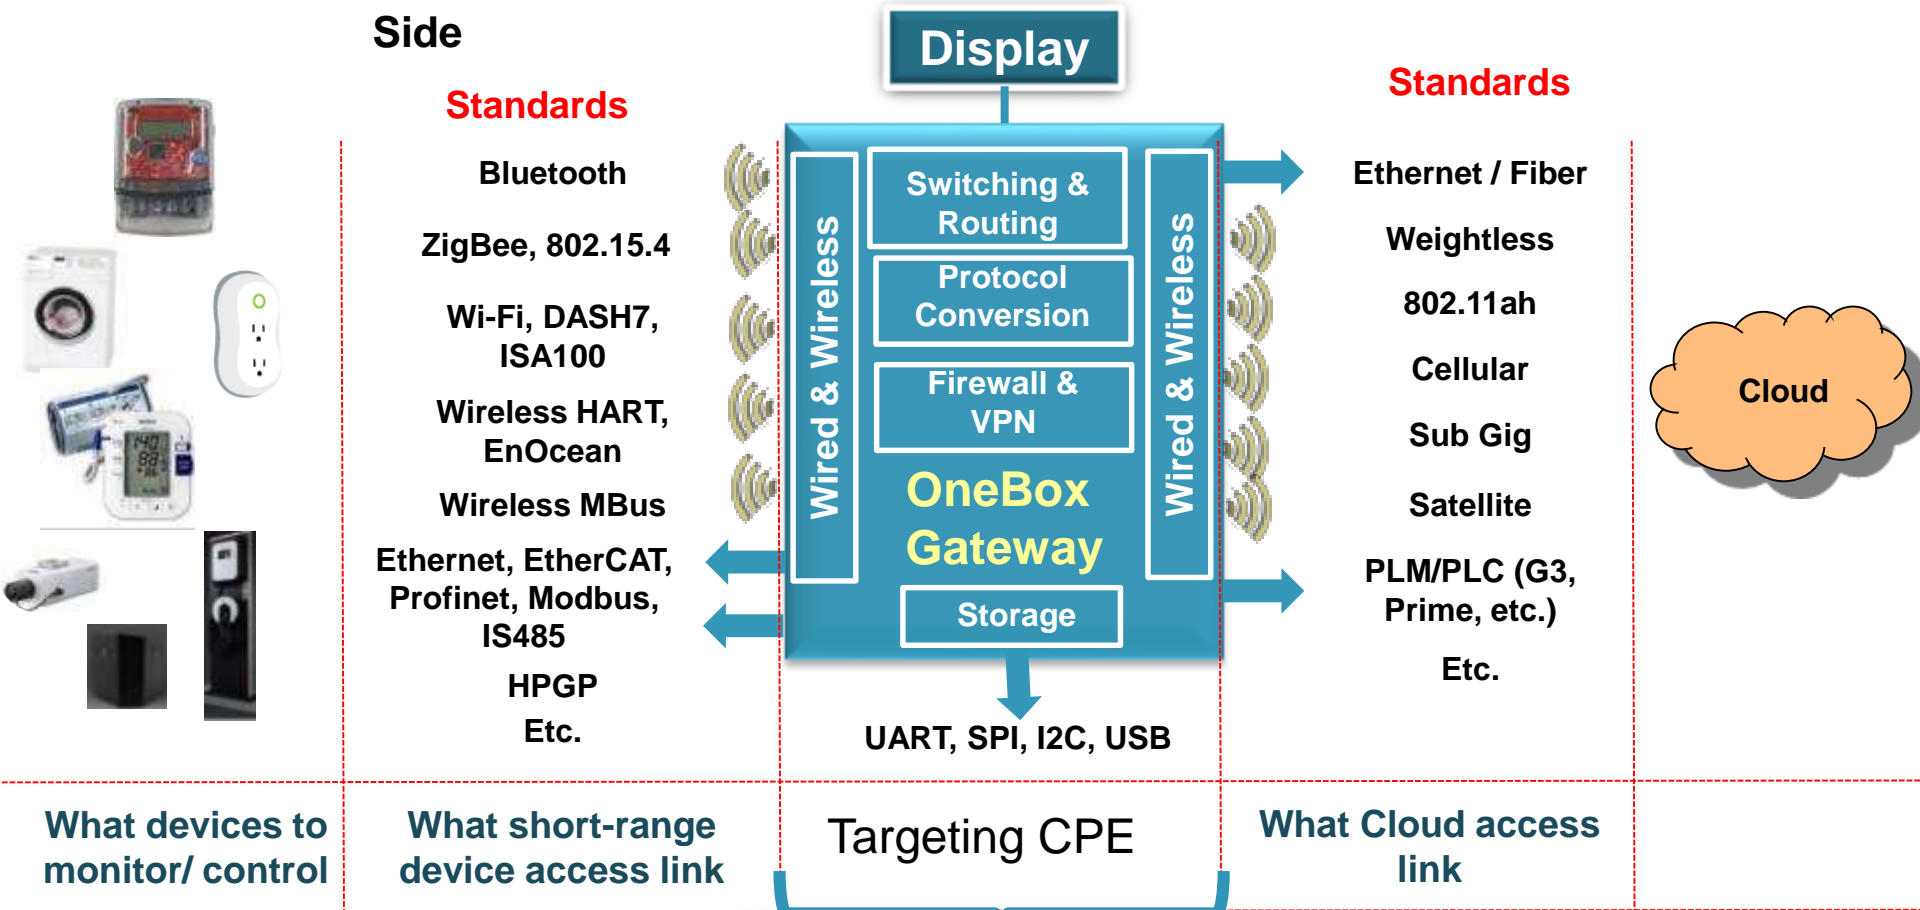 Side
Display
Standards
Standards
Bluetooth
ZigBee, 802.15.4
Wi-Fi, DASH7,
ISA100
Wireless HART,
EnOcean
Wireless MBus
Ethernet, EtherCAT,
Profinet, Modbus,
IS485
HPGP
Etc.
Wired & Wireless
Switching &
Routing
Protocol
Conversion
Firewall &
VPN
OneBox
Gateway
Storage
Wired & Wireless
UART, SPI, I2C, USB
Ethernet / Fiber
Weightless
802.11ah
Cellular
Sub Gig
Satellite
PLM/PLC (G3,
Prime, etc.)
Etc.
Cloud
What devices to
monitor/ control
What short-range
device access link
Targeting CPE
What Cloud access
link